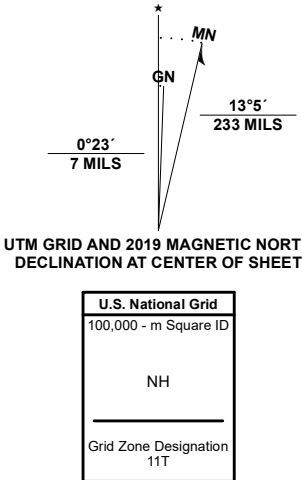 ★
MN
GN
0°23´
7 MILS
13°5´
233 MILS
UTM GRID AND 2019 MAGNETIC NORT
DECLINATION AT CENTER OF SHEET
U.S. National Grid
100,000 - m Square ID
NH
Grid Zone Designation
11T